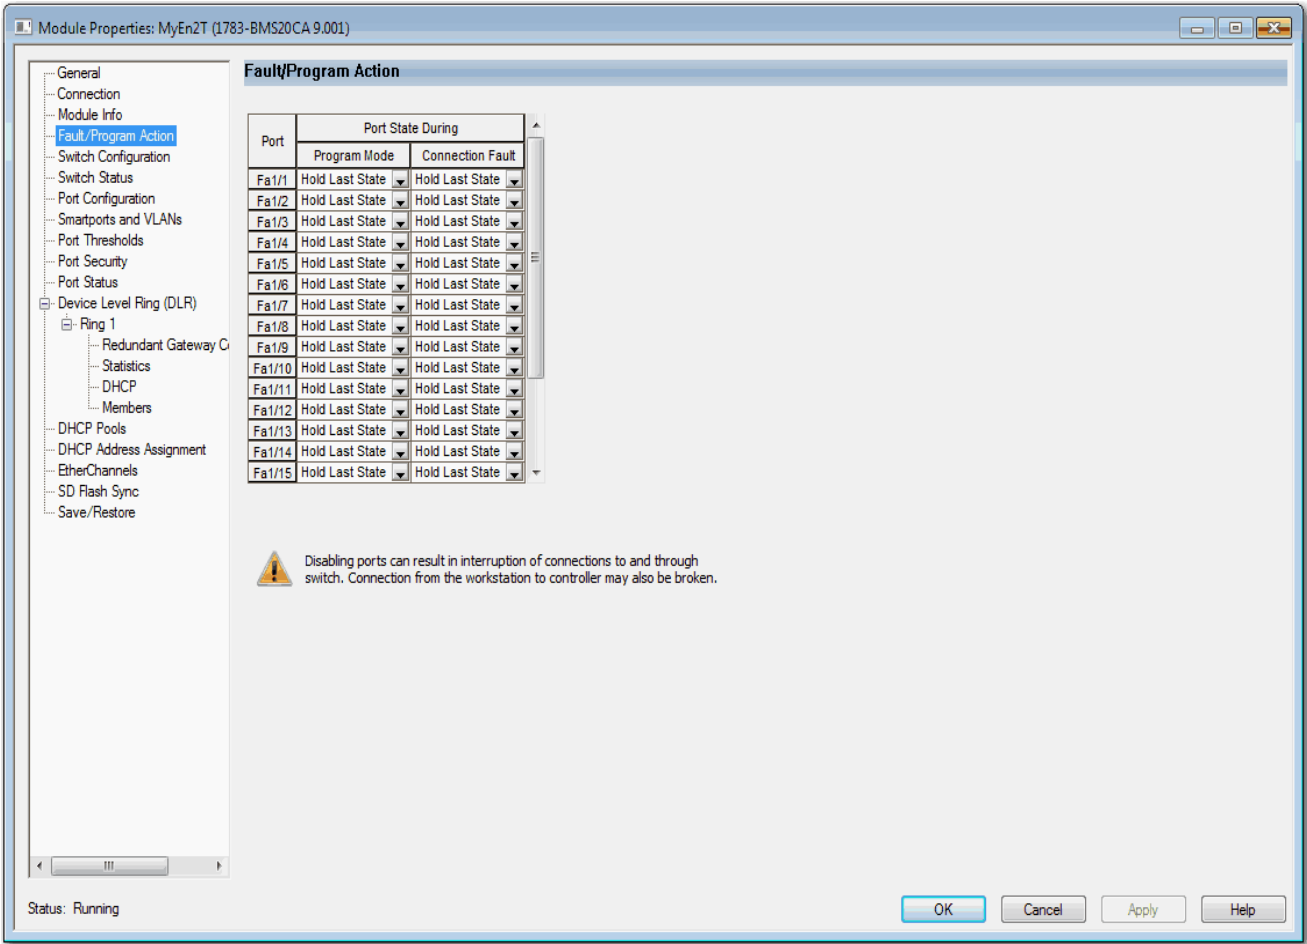 Module Properties: MyEn2T (1783-BMS20CA 9.001)
General
Connection
Module Info
Fault/Program Action
Switch Configuration
Switch Status
Port Configuration
Smartports and VLANs
Port Thresholds
Port Security
Port Status
Device Level Ring (DLR)
Ring 1
Redundant Gateway
Statistics
DHCP
Members
DHCP Pools
DHCP Address Assignment
EtherChannels
SD Flash Sync
Save/Restore
Fault/Program Action
Port State During
Port
Program Mode Connection Fault
Fa1/1 Hold Last State Hold Last State
Fa1/2 Hold Last State Hold Last State
Fa1/3 Hold Last State Hold Last State
Fa1/4 Hold Last State Hold Last State
Fa1/5 Hold Last State Hold Last State
Fa1/6 Hold Last State Hold Last State
Fa1/7 Hold Last State Hold Last State
Fa1/8 Hold Last State Hold Last State
Fa1/9 Hold Last State Hold Last State
Fa1/10 Hold Last State Hold Last State
Fa1/11 Hold Last State Hold Last State
Fa1/12 Hold Last State Hold Last State
Fa1/13 Hold Last State Hold Last State
Fa1/14 Hold Last State Hold Last State
Fa1/15 Hold Last State Hold Last State
Disabling ports can result in interruption of connections to and through
switch. Connection from the workstation to controller may also be broken.
Status: Running
OK Cancel Apply Help